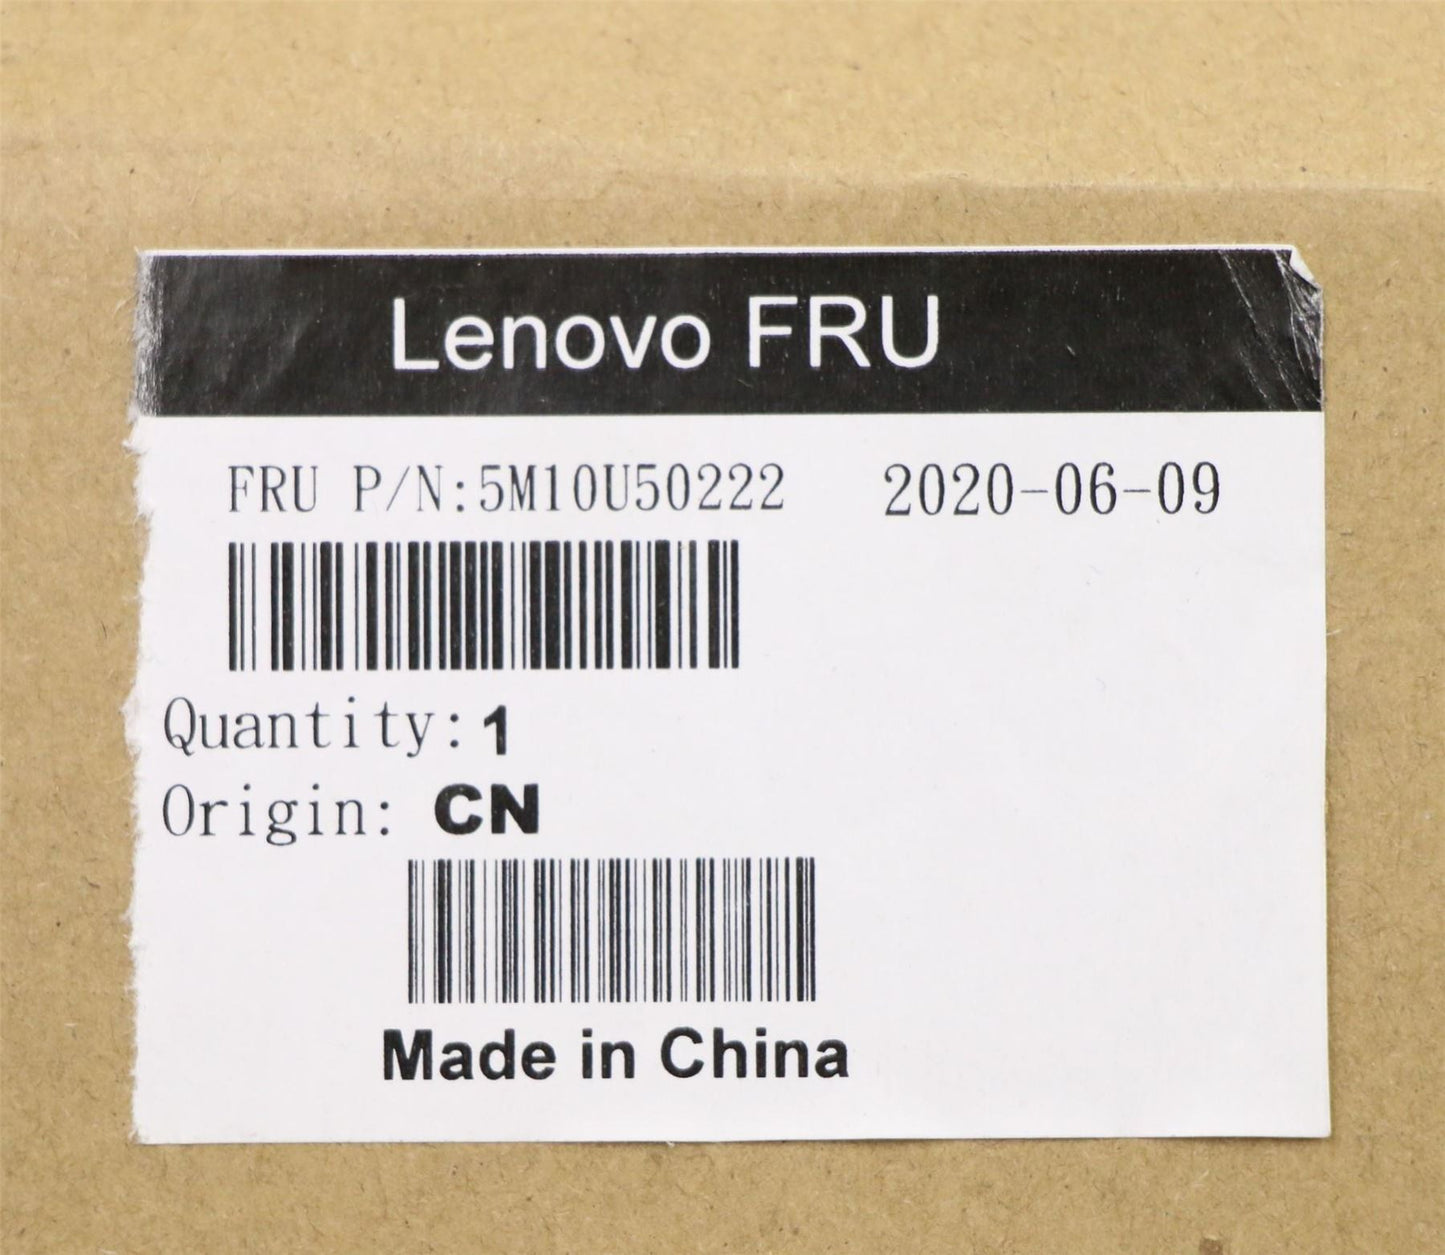 Lenovo FRU
FRU P/N:5M10U50222 2020-06-09
Quantity:1
Origin: CN
Made in China